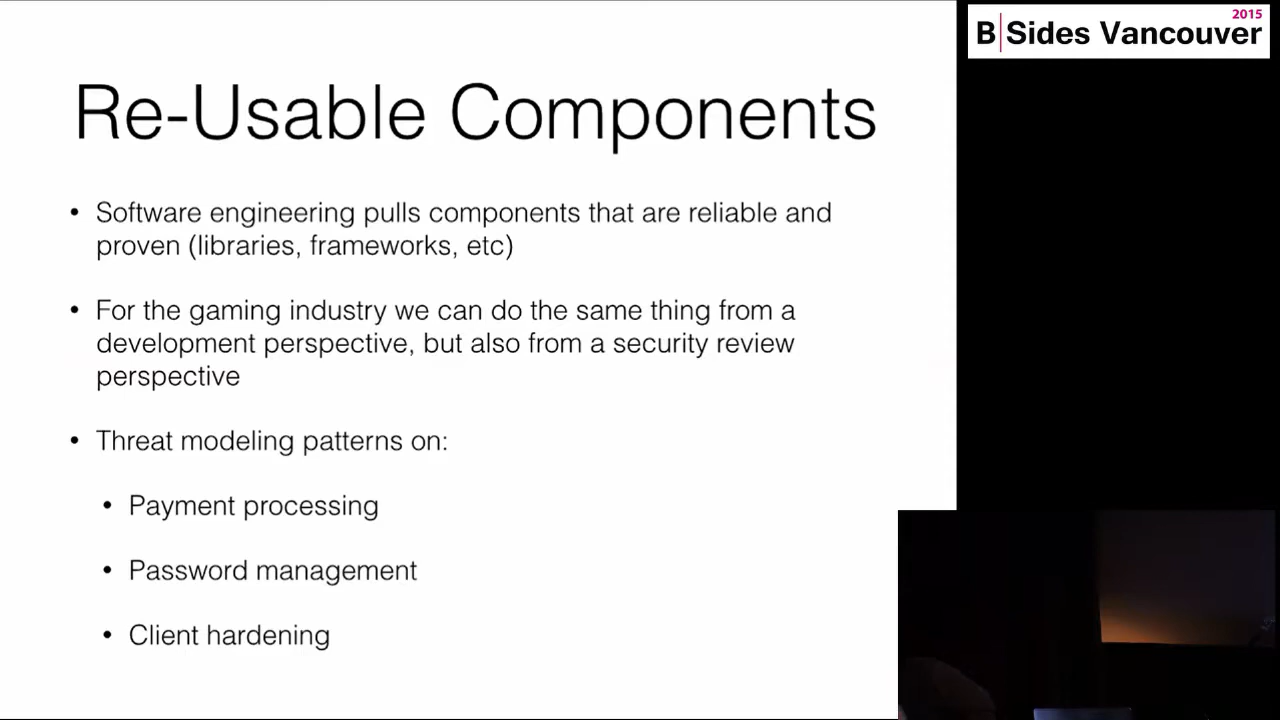 Re-Usable Components
• Software engineering pulls components that are reliable and
proven (libraries, frameworks, etc)
• For the gaming industry we can do the same thing from a
development perspective, but also from a security review
perspective
• Threat modeling patterns on:
• Payment processing
• Password management
• Client hardening
2015
B Sides Vancouver